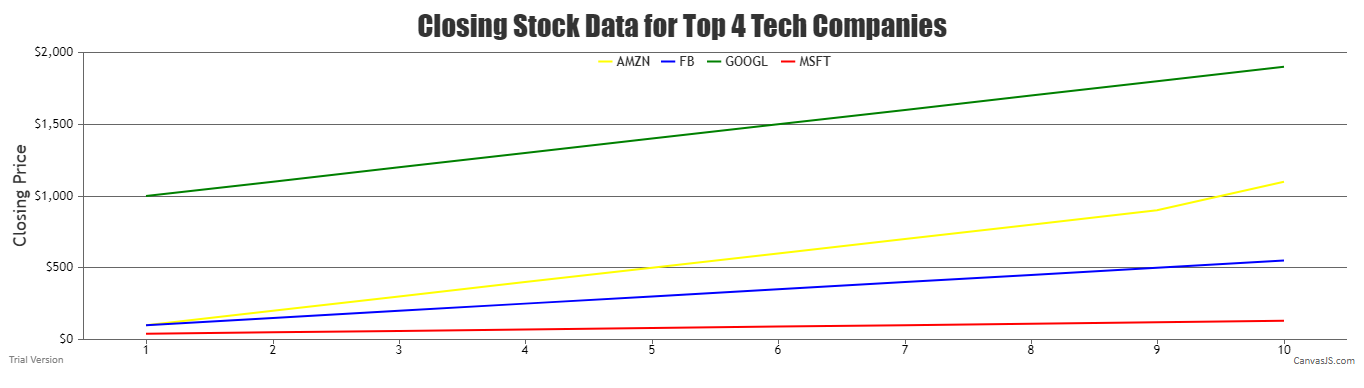 Closing Stock Data for Top 4 Tech Companies
AMZN FB GOOGL MSFT
Closing Price
$2,000
$1,500
$1,000
$500
$0
1 2 3 4 5 6 7 8 9 10
Trial Version
CanvasJS.com